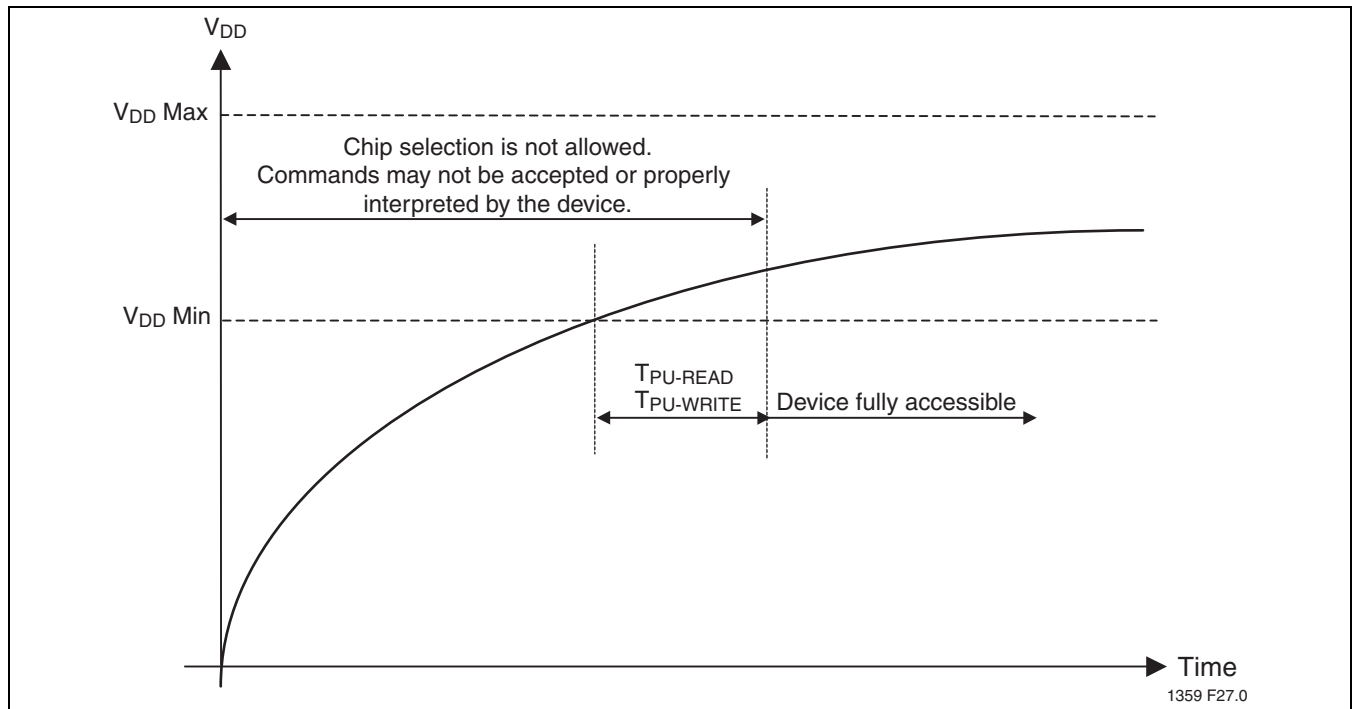 VDD
VDD Max
Chip selection is not allowed.
Commands may not be accepted or properly
interpreted by the device.
VDD Min
TPU-READ
TPU-WRITE
Device fully accessible
Time
1359 F27.0